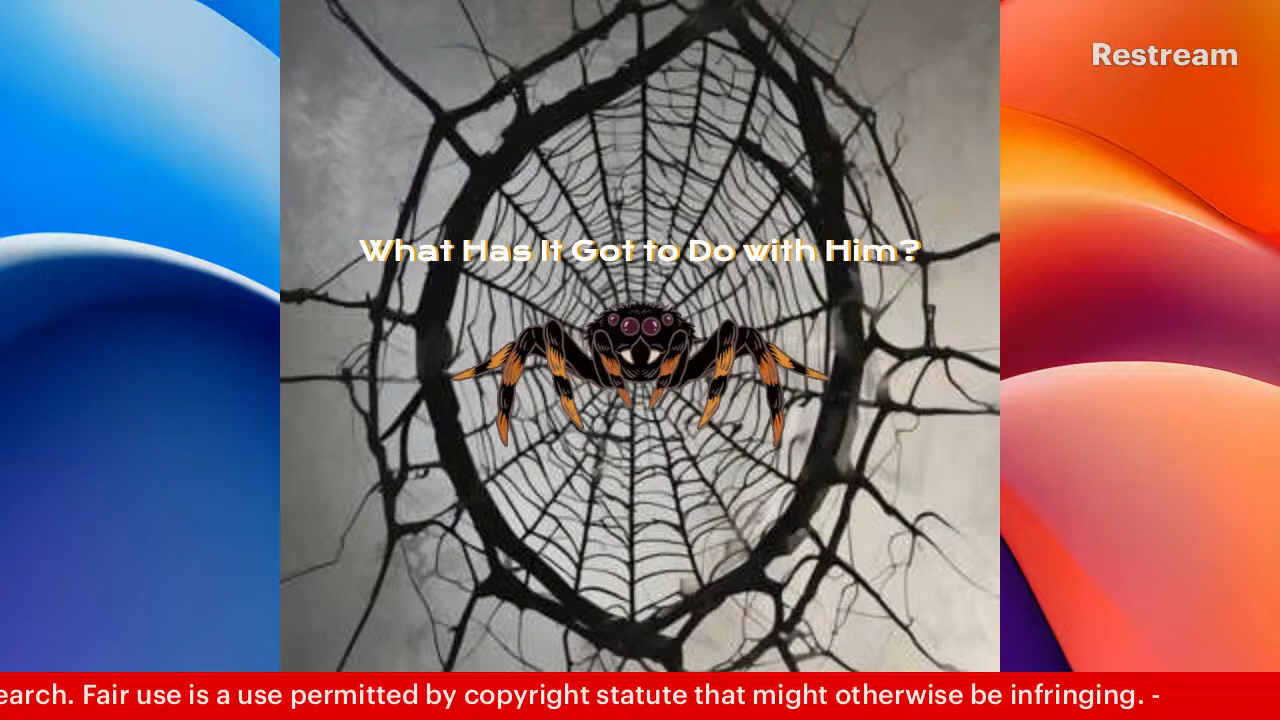 Restream
What Has It Got to Do with Him?
earch. Fair use is a use permitted by copyright statute that might otherwise be infringing. -